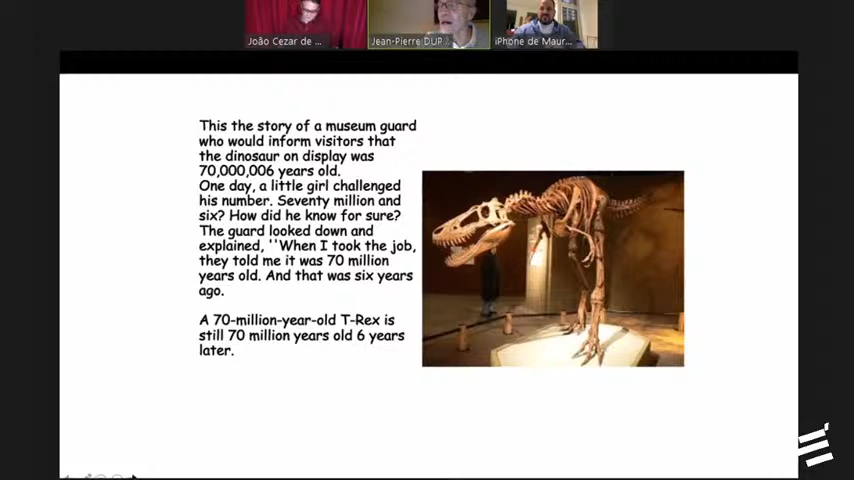 João Cezar de ...
Jean-Pierre DUP...
iPhone de Maur...
This the story of a museum guard
who would inform visitors that
the dinosaur on display was
70,000,006 years old.
One day, a little girl challenged
his number. Seventy million and
six? How did he know for sure?
The guard looked down and
explained, ''When I took the job,
they told me it was 70 million
years old. And that was six years
ago.
A 70-million-year-old T-Rex is
still 70 million years old 6 years
later.